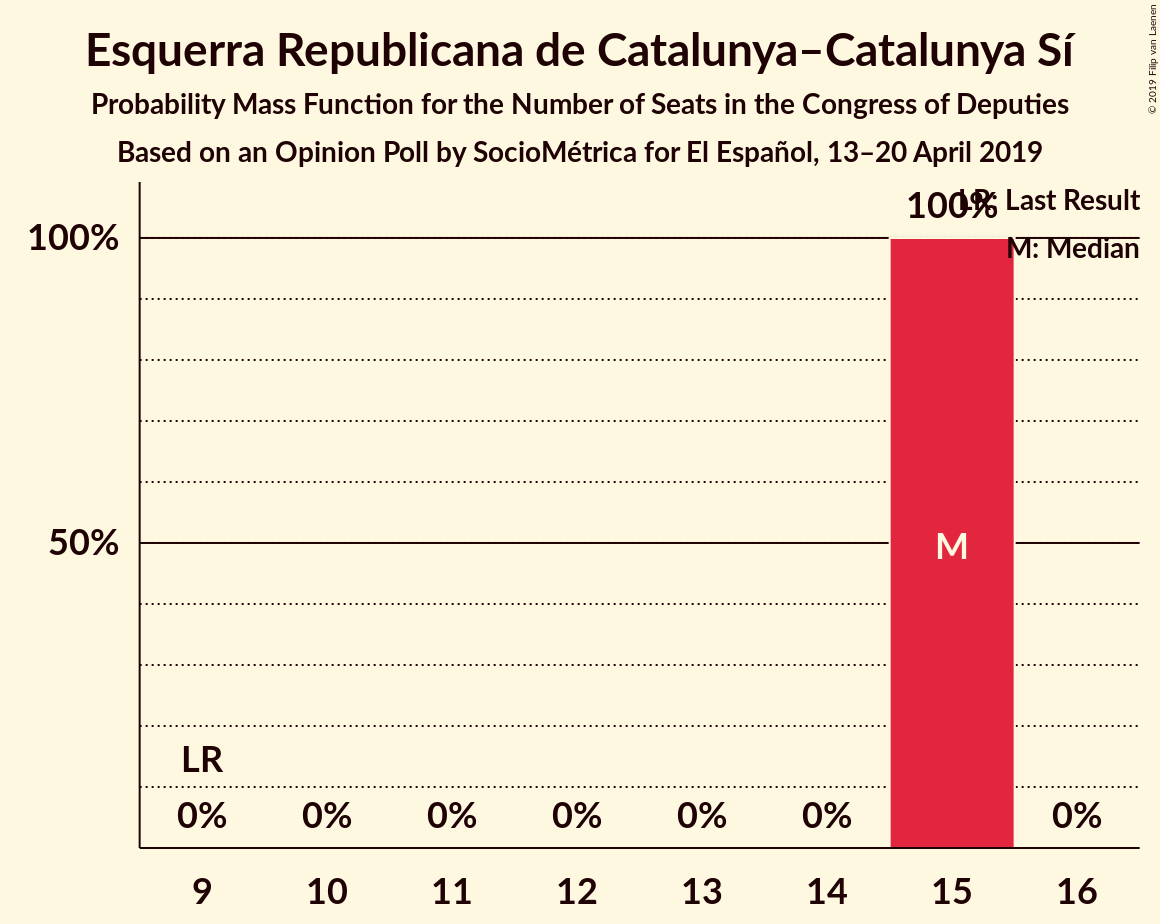 Esquerra Republicana de Catalunya–Catalunya Sí
Probability Mass Function for the Number of Seats in the Congress of Deputies
Based on an Opinion Poll by SocioMétrica for El Español, 13–20 April 2019
© 2019 Filip van Laenen
LR: Last Result
M: Median
100%
100%
50%
M
LR
0% 0% 0% 0% 0% 0% 0%
9 10 11 12 13 14 15 16